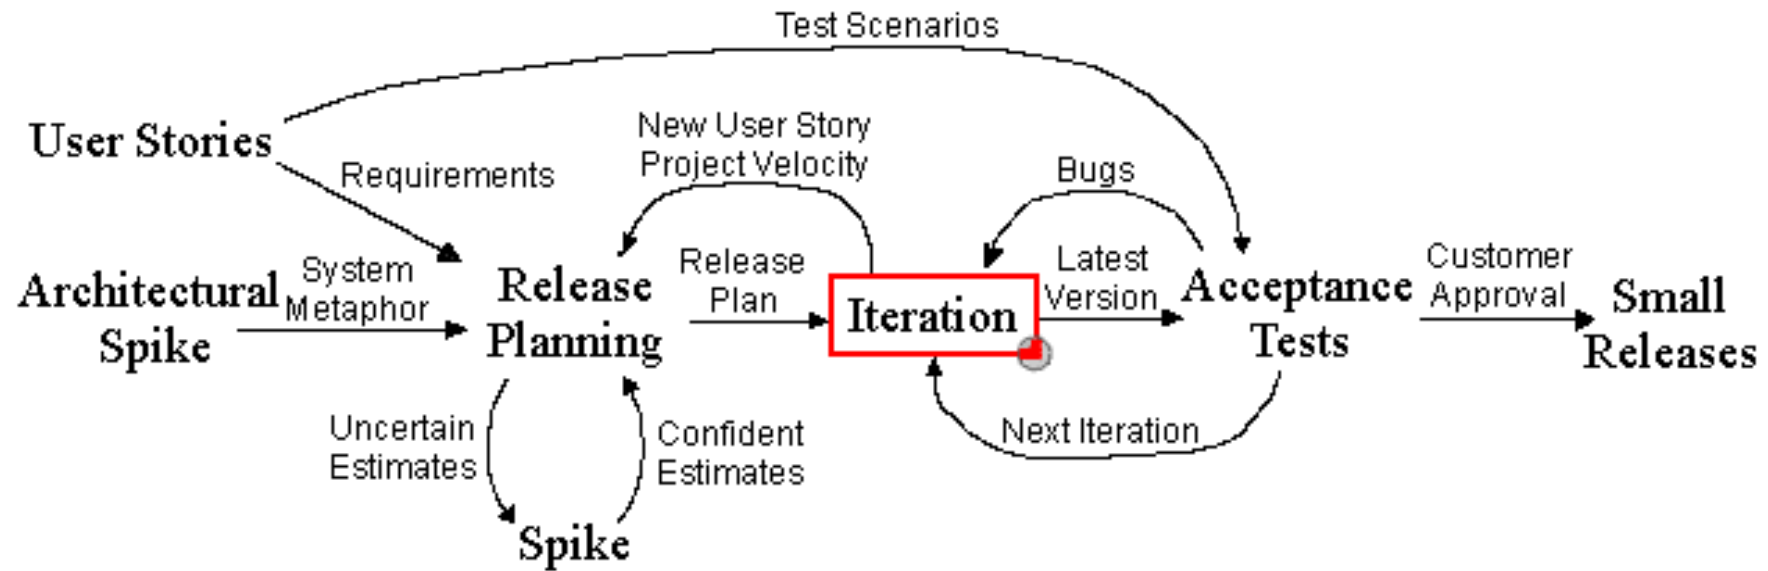 Test Scenarios
User Stories
Requirements
New User Story
Project Velocity
Bugs
Architectural
Spike
System
Metaphor
Release
Planning
Release
Plan
Iteration
Latest
Version
Acceptance
Tests
Customer
Approval
Small
Releases
Uncertain
Estimates
Confident
Estimates
Next Iteration
Spike